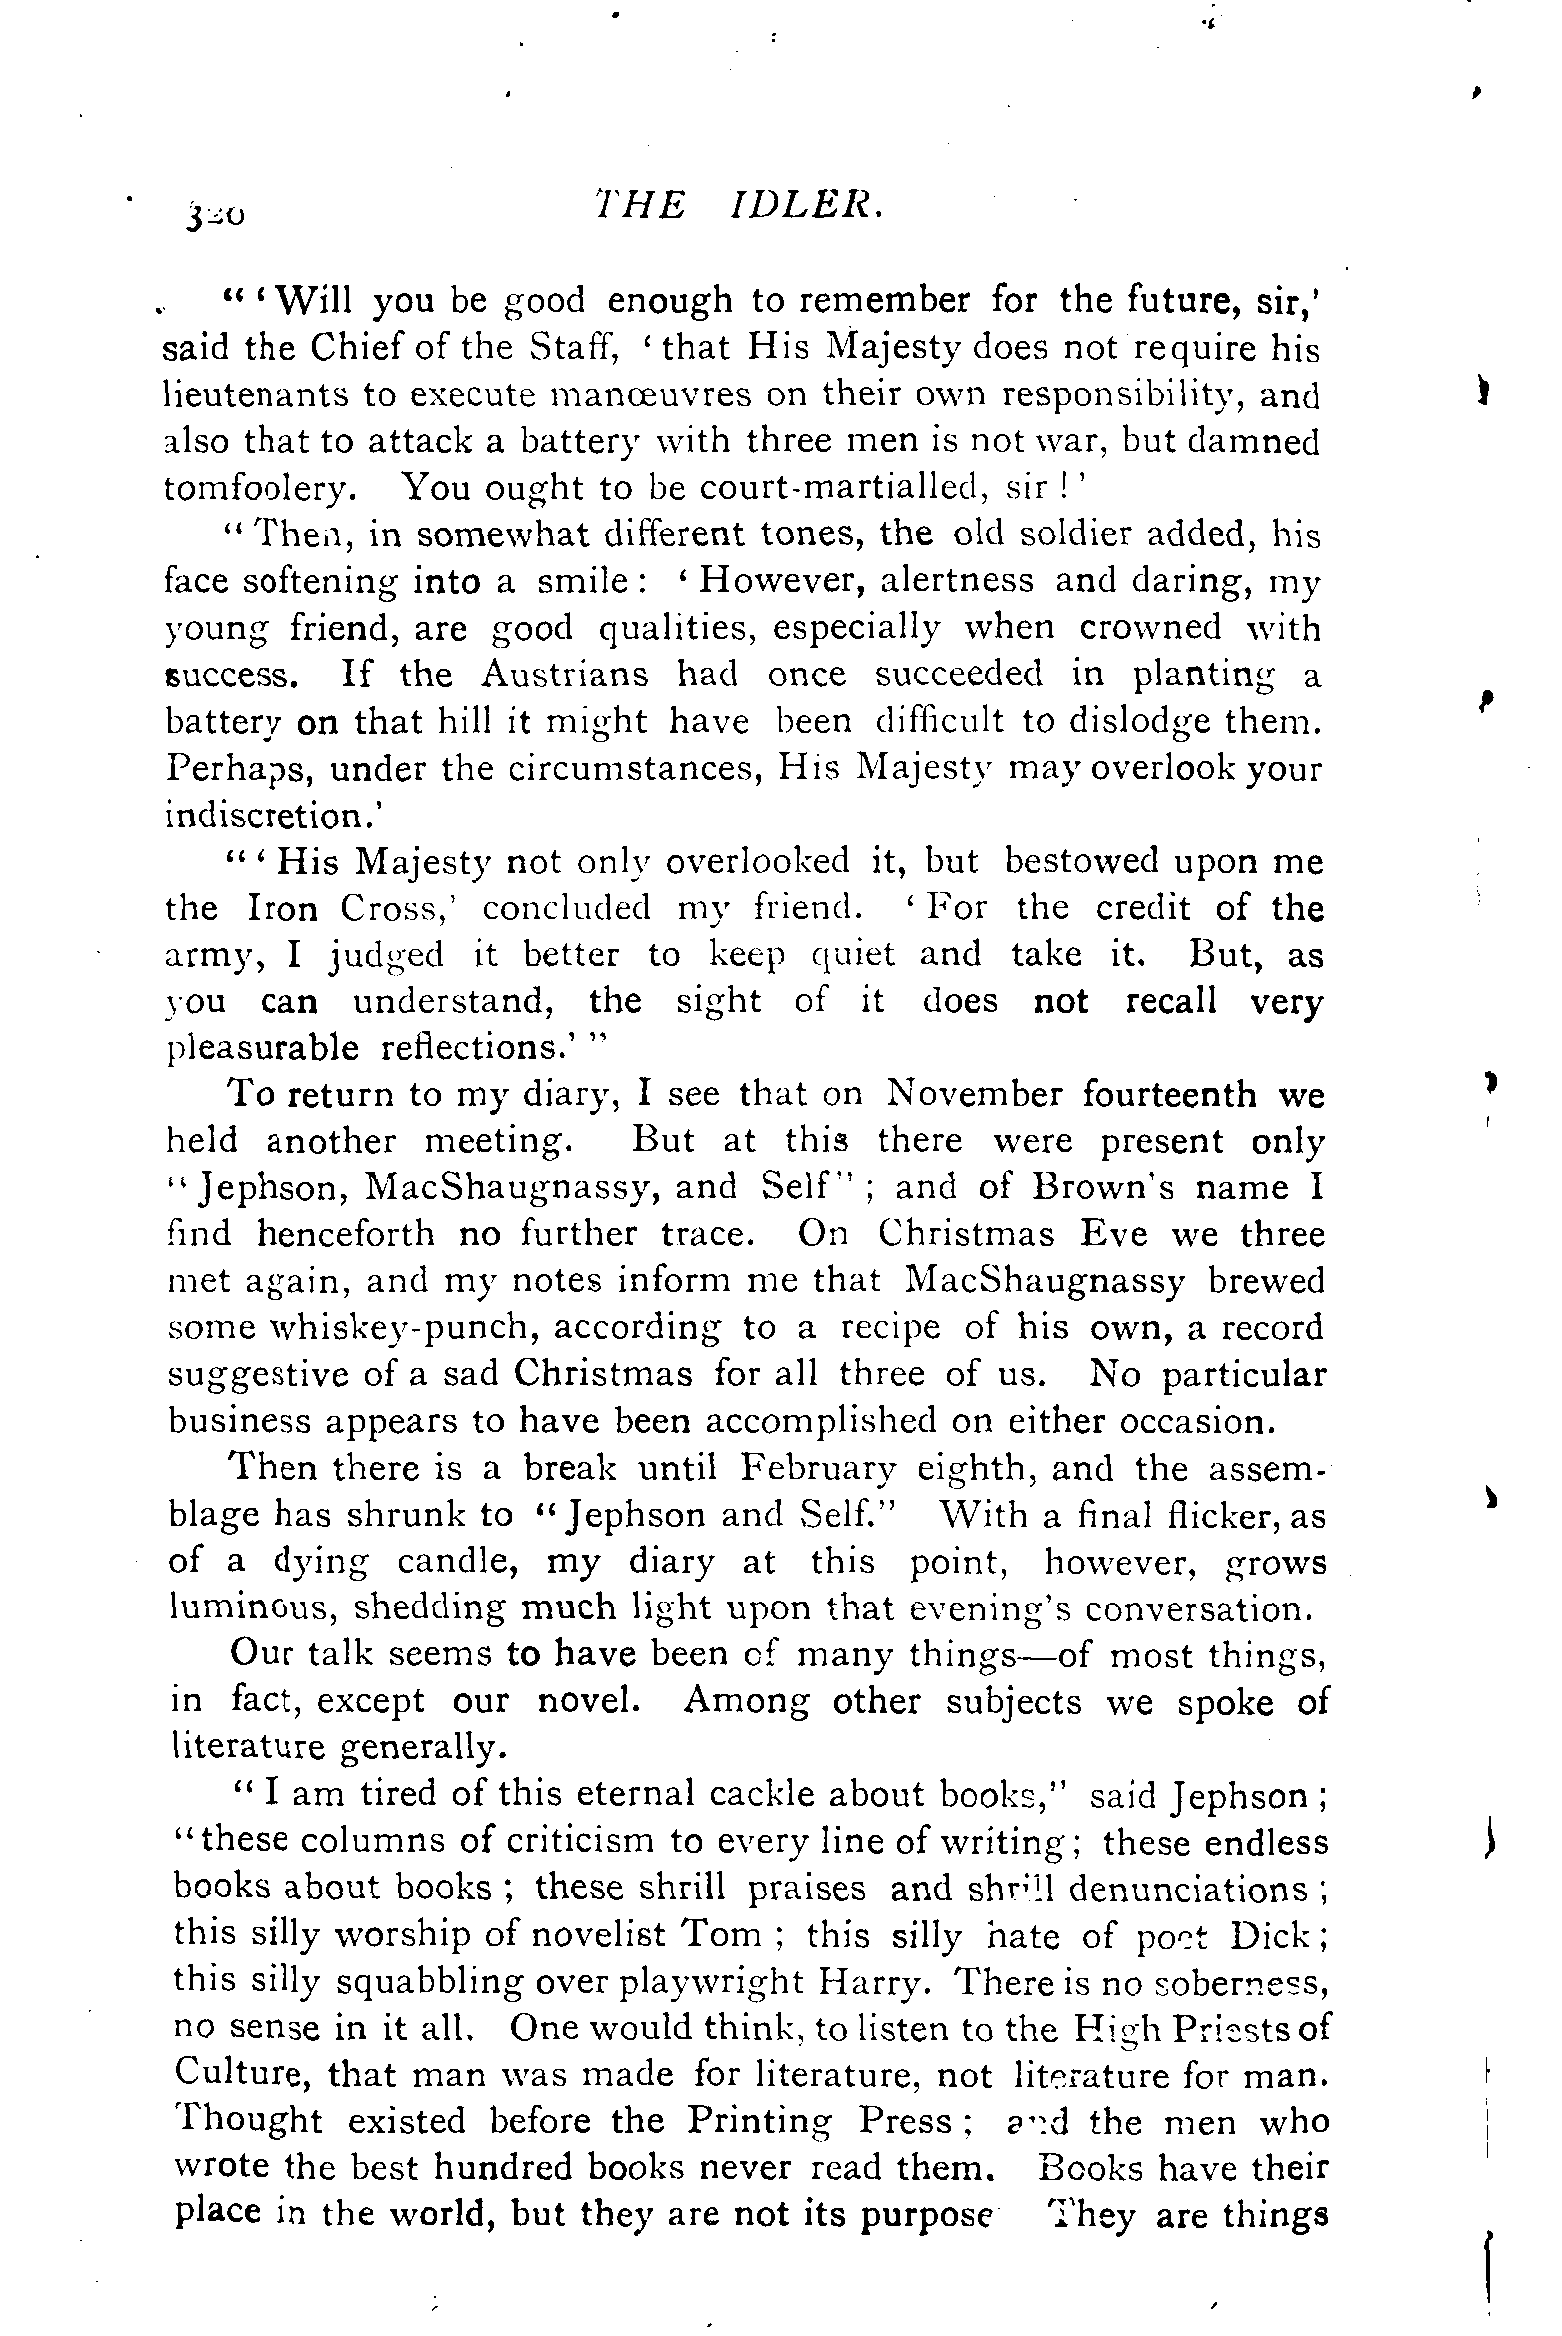 320 THE IDLER.
" ' Will you be good enough to remember for the future, sir,'
said the Chief of the Staff, ' that His Majesty does not require his
lieutenants to execute manœuvres on their own responsibility, and
also that to attack a battery with three men is not war, but damned
tomfoolery. You ought to be court-martialled, sir ! '
" Then, in somewhat different tones, the old soldier added, his
face softening into a smile : ' However, alertness and daring, my
young friend, are good qualities, especially when crowned with
success. If the Austrians had once succeeded in planting a
battery on that hill it might have been difficult to dislodge them.
Perhaps, under the circumstances, His Majesty may overlook your
indiscretion.'
" ' His Majesty not only overlooked it, but bestowed upon me
the Iron Cross,' concluded my friend. ' For the credit of the
army, I judged it better to keep quiet and take it. But, as
you can understand, the sight of it does not recall very
pleasurable reflections.' "
To return to my diary, I see that on November fourteenth we
held another meeting. But at this there were present only
" Jephson, MacShaugnassy, and Self " ; and of Brown's name I
find henceforth no further trace. On Christmas Eve we three
met again, and my notes inform me that MacShaugnassy brewed
some whiskey-punch, according to a recipe of his own, a record
suggestive of a sad Christmas for all three of us. No particular
business appears to have been accomplished on either occasion.
Then there is a break until February eighth, and the assem-
blage has shrunk to " Jephson and Self." With a final flicker, as
of a dying candle, my diary at this point, however, grows
luminous, shedding much light upon that evening's conversation.
Our talk seems to have been of many things—of most things,
in fact, except our novel. Among other subjects we spoke of
literature generally.
" I am tired of this eternal cackle about books," said Jephson ;
" these columns of criticism to every line of writing ; these endless
books about books ; these shrill praises and shrill denunciations ;
this silly worship of novelist Tom ; this silly hate of poet Dick ;
this silly squabbling over playwright Harry. There is no soberness,
no sense in it all. One would think, to listen to the High Priests of
Culture, that man was made for literature, not literature for man.
Thought existed before the Printing Press ; and the men who
wrote the best hundred books never read them. Books have their
place in the world, but they are not its purpose They are things